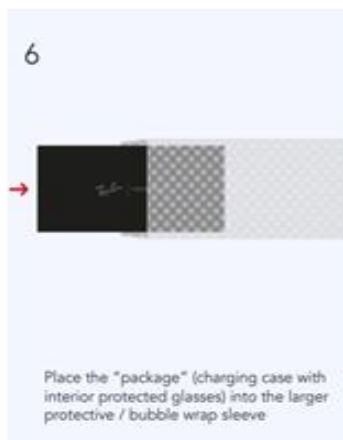 6
Place the "package" (charging case with
interior protected glasses) into the larger
protective / bubble wrap sleeve